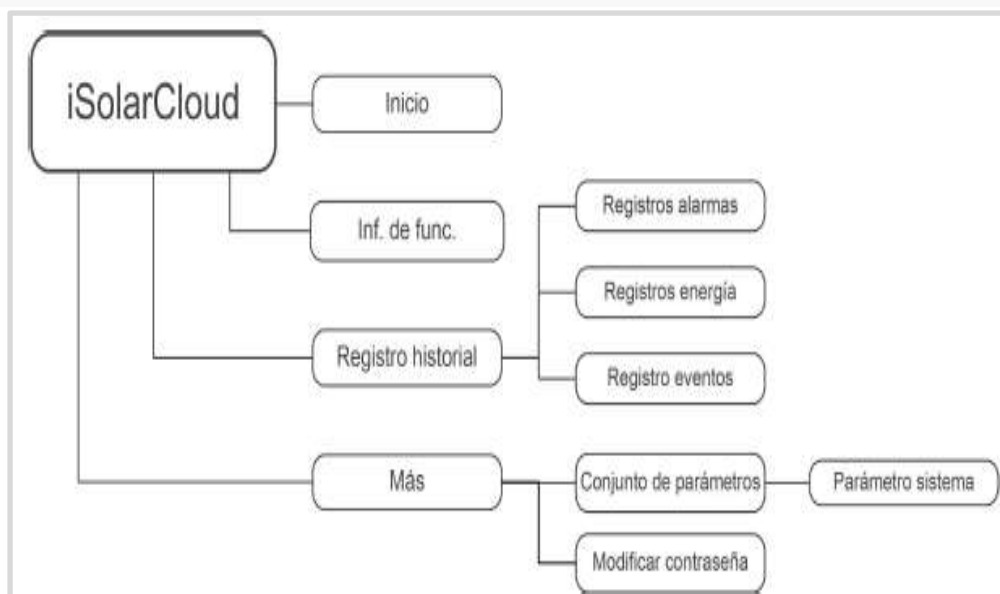 iSolarCloud
Inicio
Inf. de func.
Registro historial
Registros alarmas
Registros energía
Registro eventos
Más
Conjunto de parámetros
Parámetro sistema
Modificar contraseña